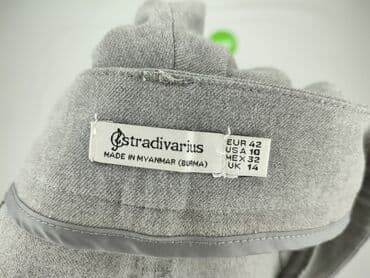 stradivarius
MADE IN MYANMAR (BURMA)
EUR 42
USA 10
MEX 32
UK 14